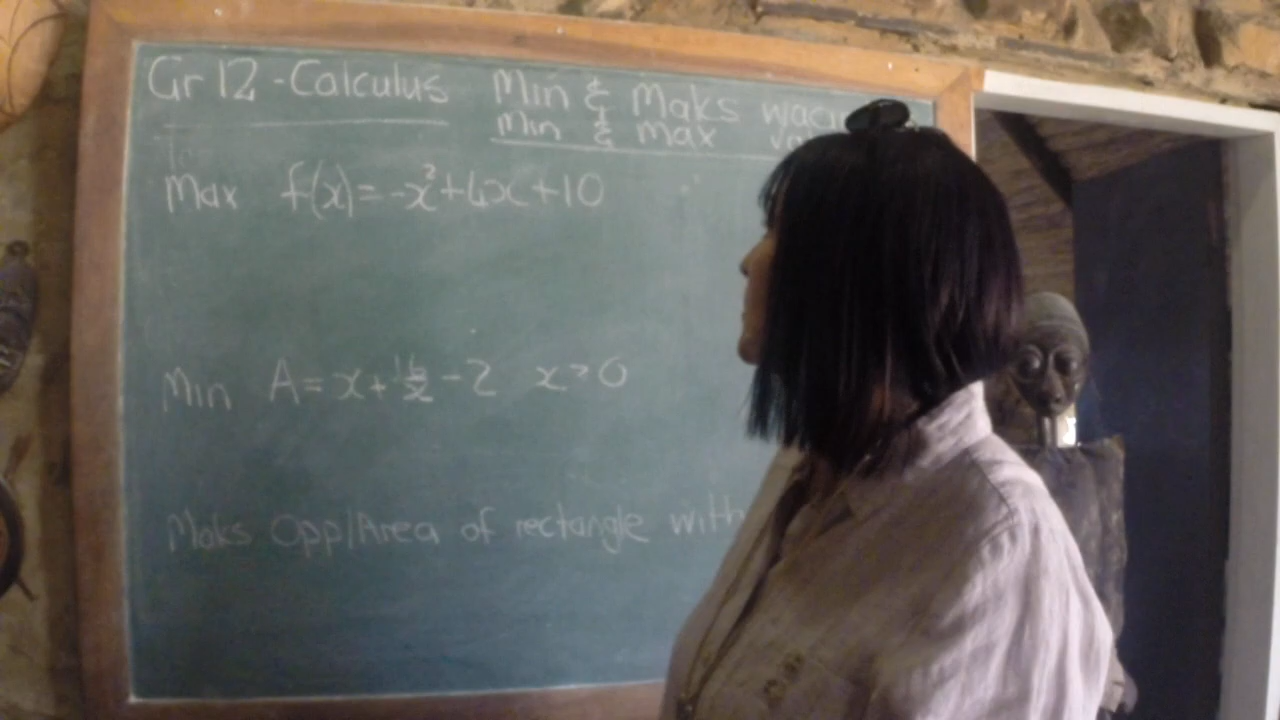 Gr 12 - Calculus
Min & Maks
Min & max
Max f(x) = -x²+4x+10
Min A = x + 16/x - 2 x>0
Maks Opp/Area of rectangle with